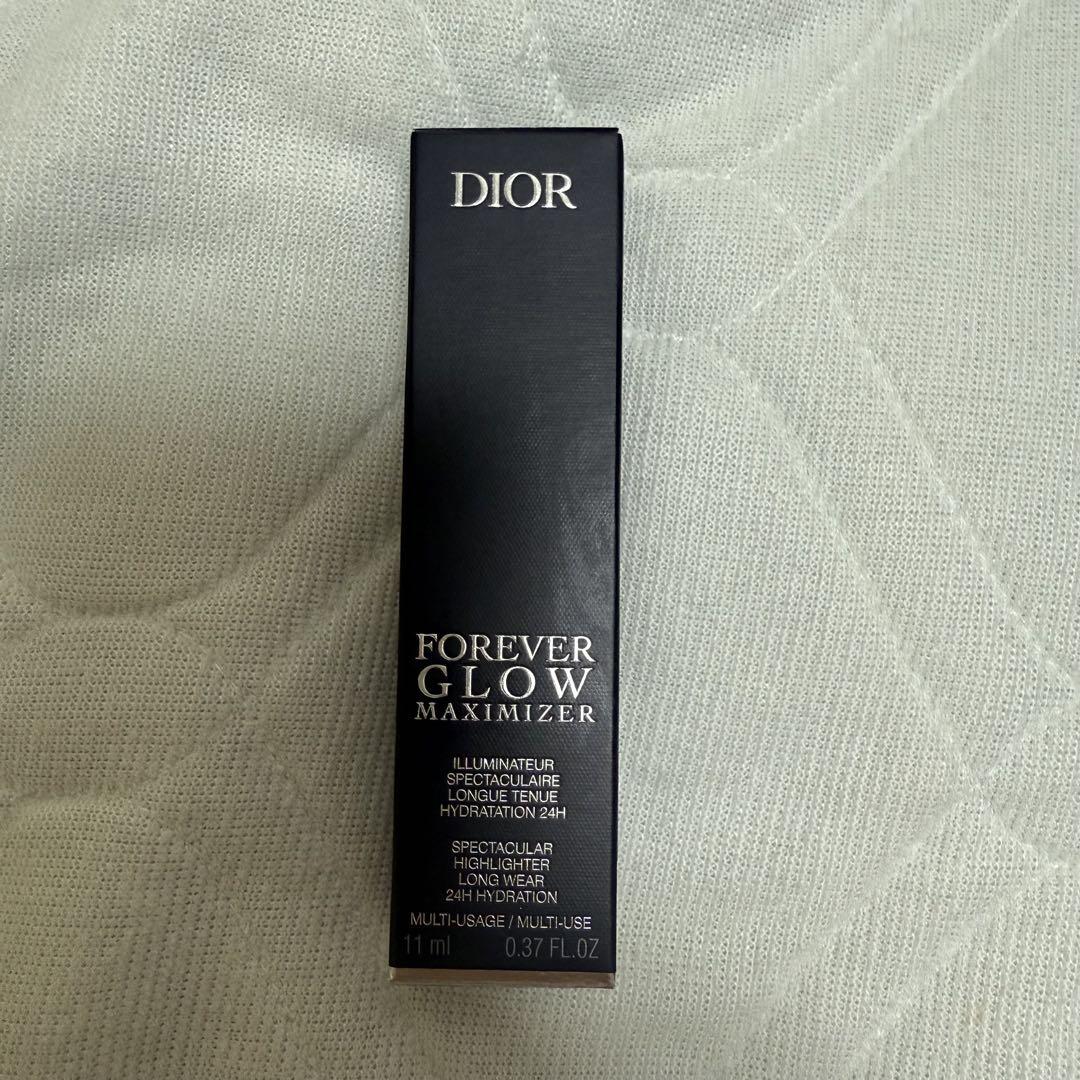 DIOR
FOREVER
GLOW
MAXIMIZER
ILLUMINATEUR
SPECTACULAIRE
LONGUE TENUE
HYDRATATION 24H
SPECTACULAR
HIGHLIGHTER
LONG WEAR
24H HYDRATION
MULTI-USAGE / MULTI-USE
11 ml 0.37 FL.OZ